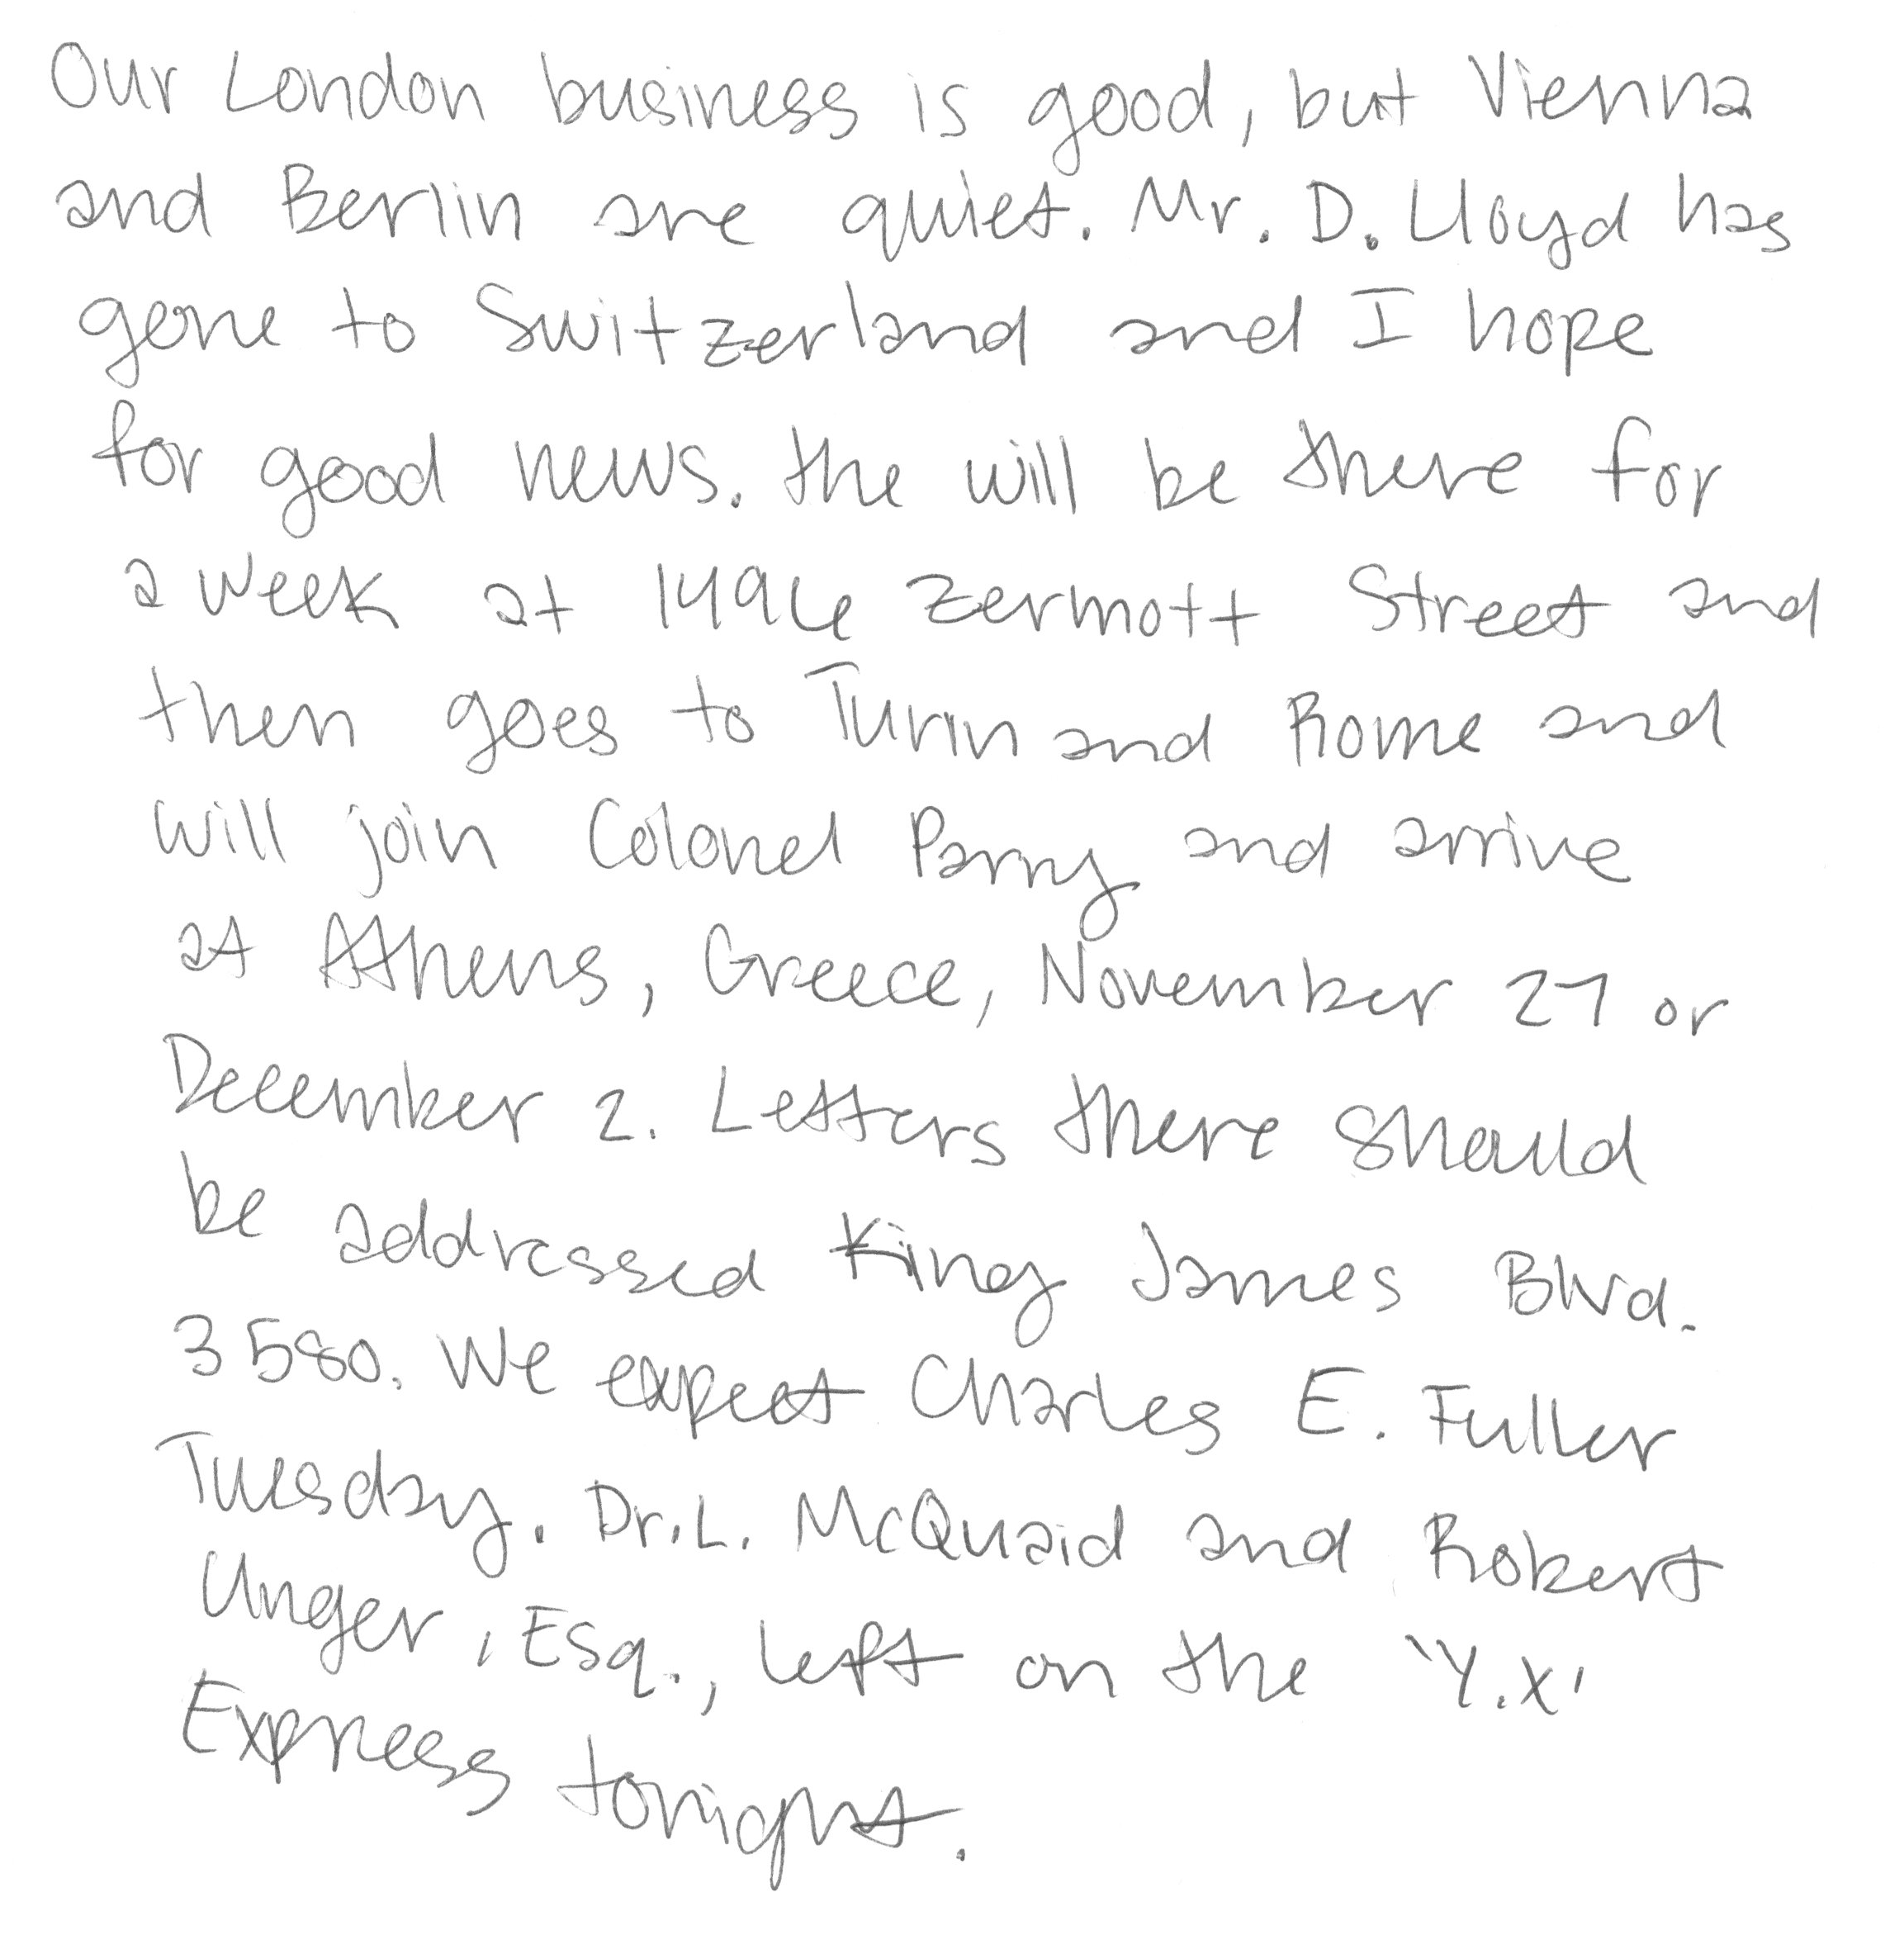 Our London business is good, but Vienna
and Berlin are quiet. Mr. D. Lloyd has
gone to Switzerland and I hope
for good news. the will be there for
a week at 1496 Zermott Street and
then goes to Turin and Rome and
will join Colonel Parry and arrive
at Athens, Greece, November 27 or
December 2. Letters there should
be addressed King James Blvd.
3580. We expect Charles E. Fuller
Tuesday. Dr. L. McQuaid and Robert
Unger, Esq., left on the 'Y.X'
Express tonight.